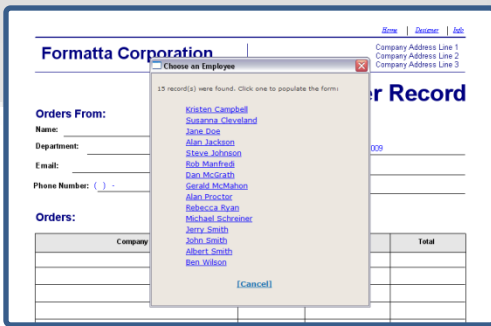 Home | Designer | Info
Formatta Corporation
Company Address Line 1
Company Address Line 2
Company Address Line 3
Choose an Employee
15 record(s) were found. Click one to populate the form:
r Record
Kristen Campbell
Susanna Cleveland
Jane Doe
Alan Jackson
Steve Johnson
Rob Manfredi
Dan McGrath
Gerald McMahon
Alan Proctor
Rebecca Ryan
Michael Schreiner
Jerry Smith
John Smith
Albert Smith
Ben Wilson
[Cancel]
Orders From:
Name:
Department:
009
Email:
Phone Number: ( ) -
Orders:
Company
Total